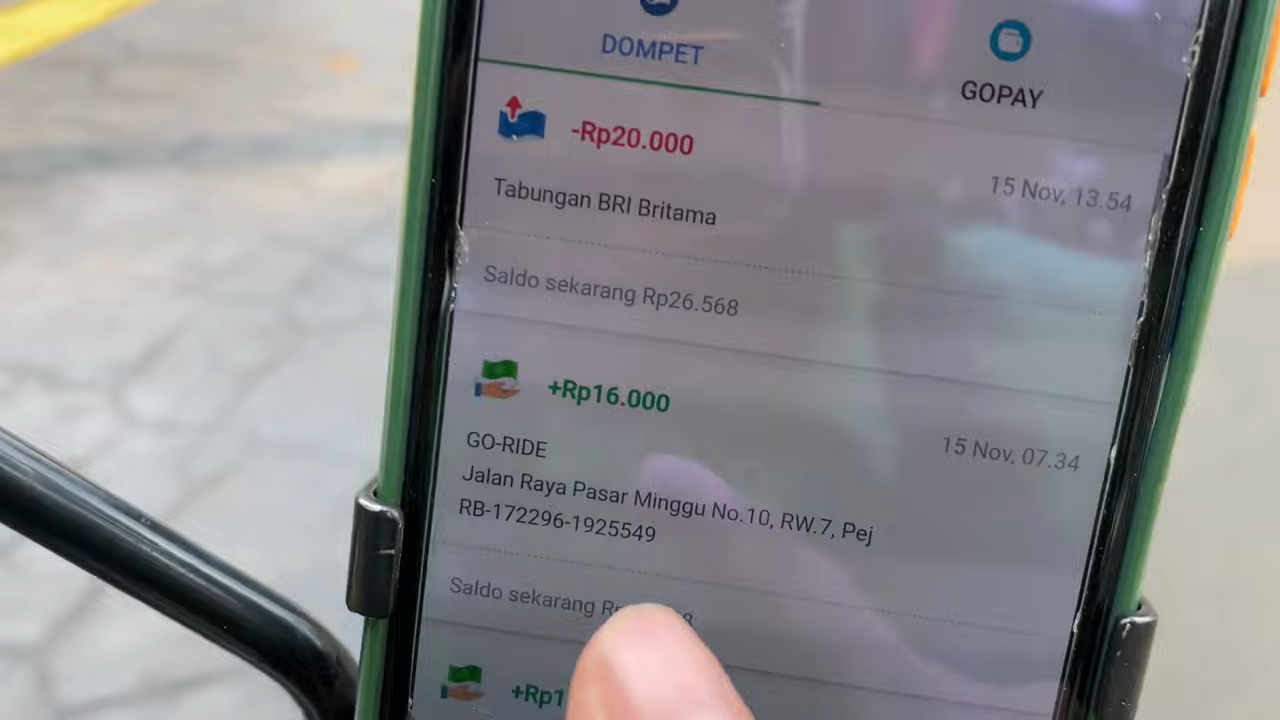 DOMPET
GOPAY
-Rp20.000
15 Nov, 13.54
Tabungan BRI Britama
Saldo sekarang Rp26.568
+Rp16.000
15 Nov, 07.34
GO-RIDE
Jalan Raya Pasar Minggu No.10, RW.7, Pej
RB-172296-1925549
Saldo sekarang